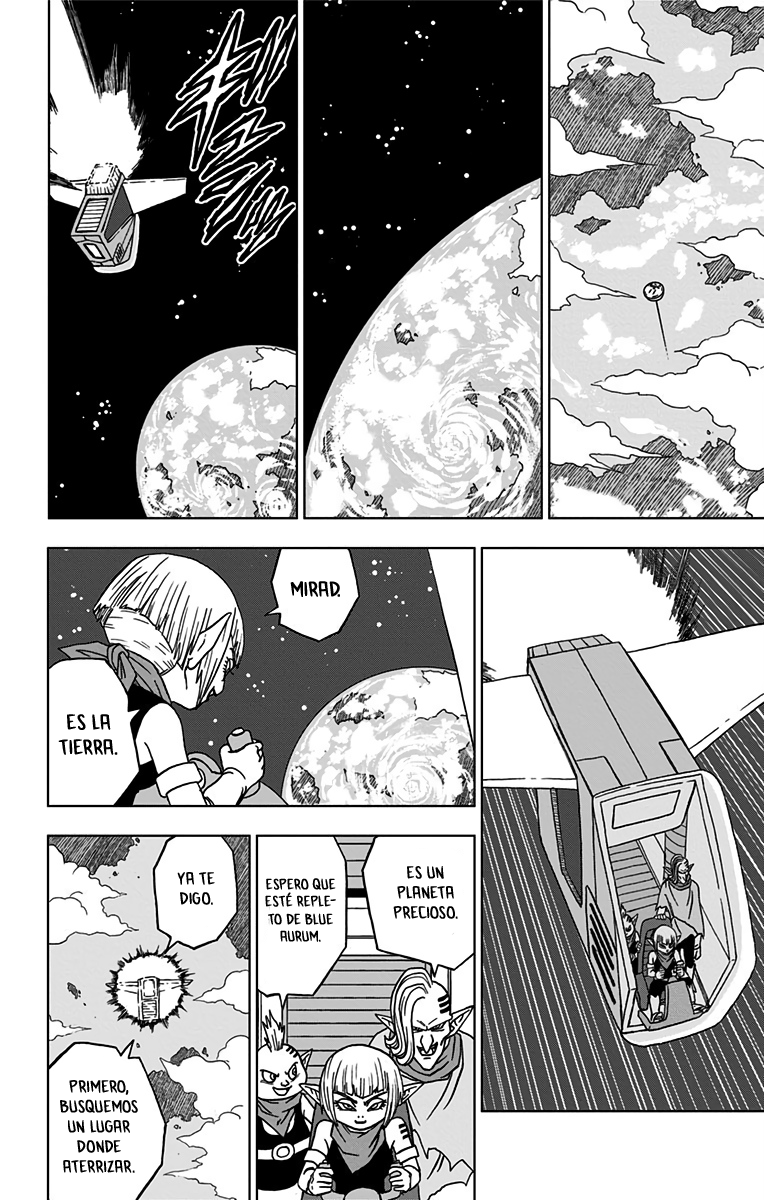 MIRAD.
ES LA
TIERRA.
ES UN
PLANETA
PRECIOSO.
ESPERO QUE
ESTÉ REPLE-
TO DE BLUE
AURUM.
YA TE
DIGO.
PRIMERO,
BUSQUEMOS
UN LUGAR
DONDE
ATERRIZAR.